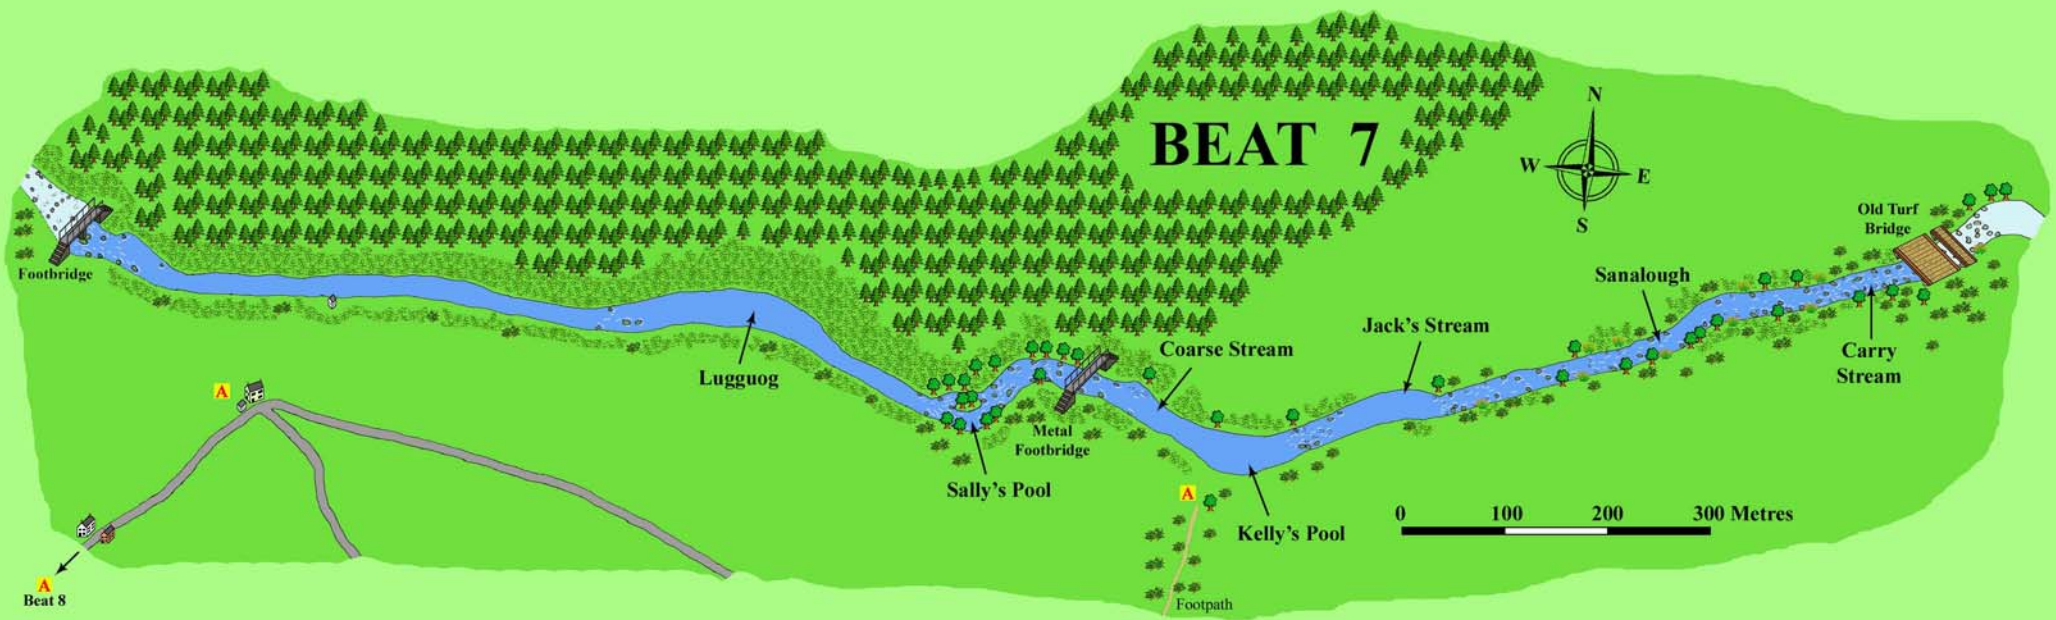 BEAT 7
N
W
E
S
Old Turf
Bridge
Footbridge
Sanalough
Jack's Stream
Coarse Stream
Carry
Stream
Lugguog
A
Metal
Footbridge
Sally's Pool
A
Kelly's Pool
0 100 200 300 Metres
A
Beat 8
Footpath